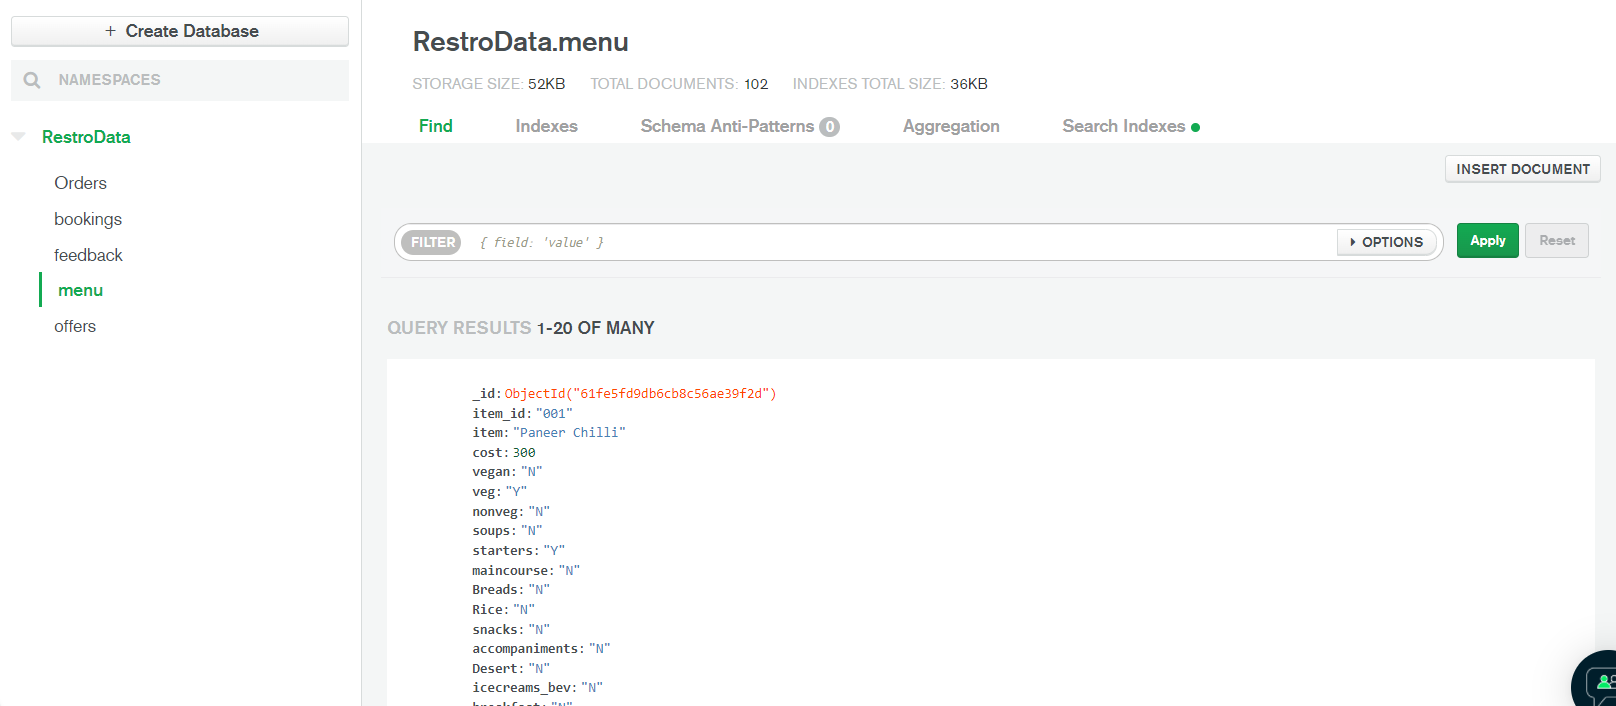 + Create Database
NAMESPACES
RestroData
Orders
bookings
feedback
menu
offers
RestroData.menu
STORAGE SIZE: 52KB TOTAL DOCUMENTS: 102 INDEXES TOTAL SIZE: 36KB
Find Indexes Schema Anti-Patterns 0 Aggregation Search Indexes
INSERT DOCUMENT
FILTER { field: 'value' } OPTIONS Apply Reset
QUERY RESULTS 1-20 OF MANY
_id: ObjectId("61fe5fd9db6cb8c56ae39f2d")
item_id: "001"
item: "Paneer Chilli"
cost: 300
vegan: "N"
veg: "Y"
nonveg: "N"
soups: "N"
starters: "Y"
maincourse: "N"
Breads: "N"
Rice: "N"
snacks: "N"
accompaniments: "N"
Desert: "N"
icecreams_bev: "N"